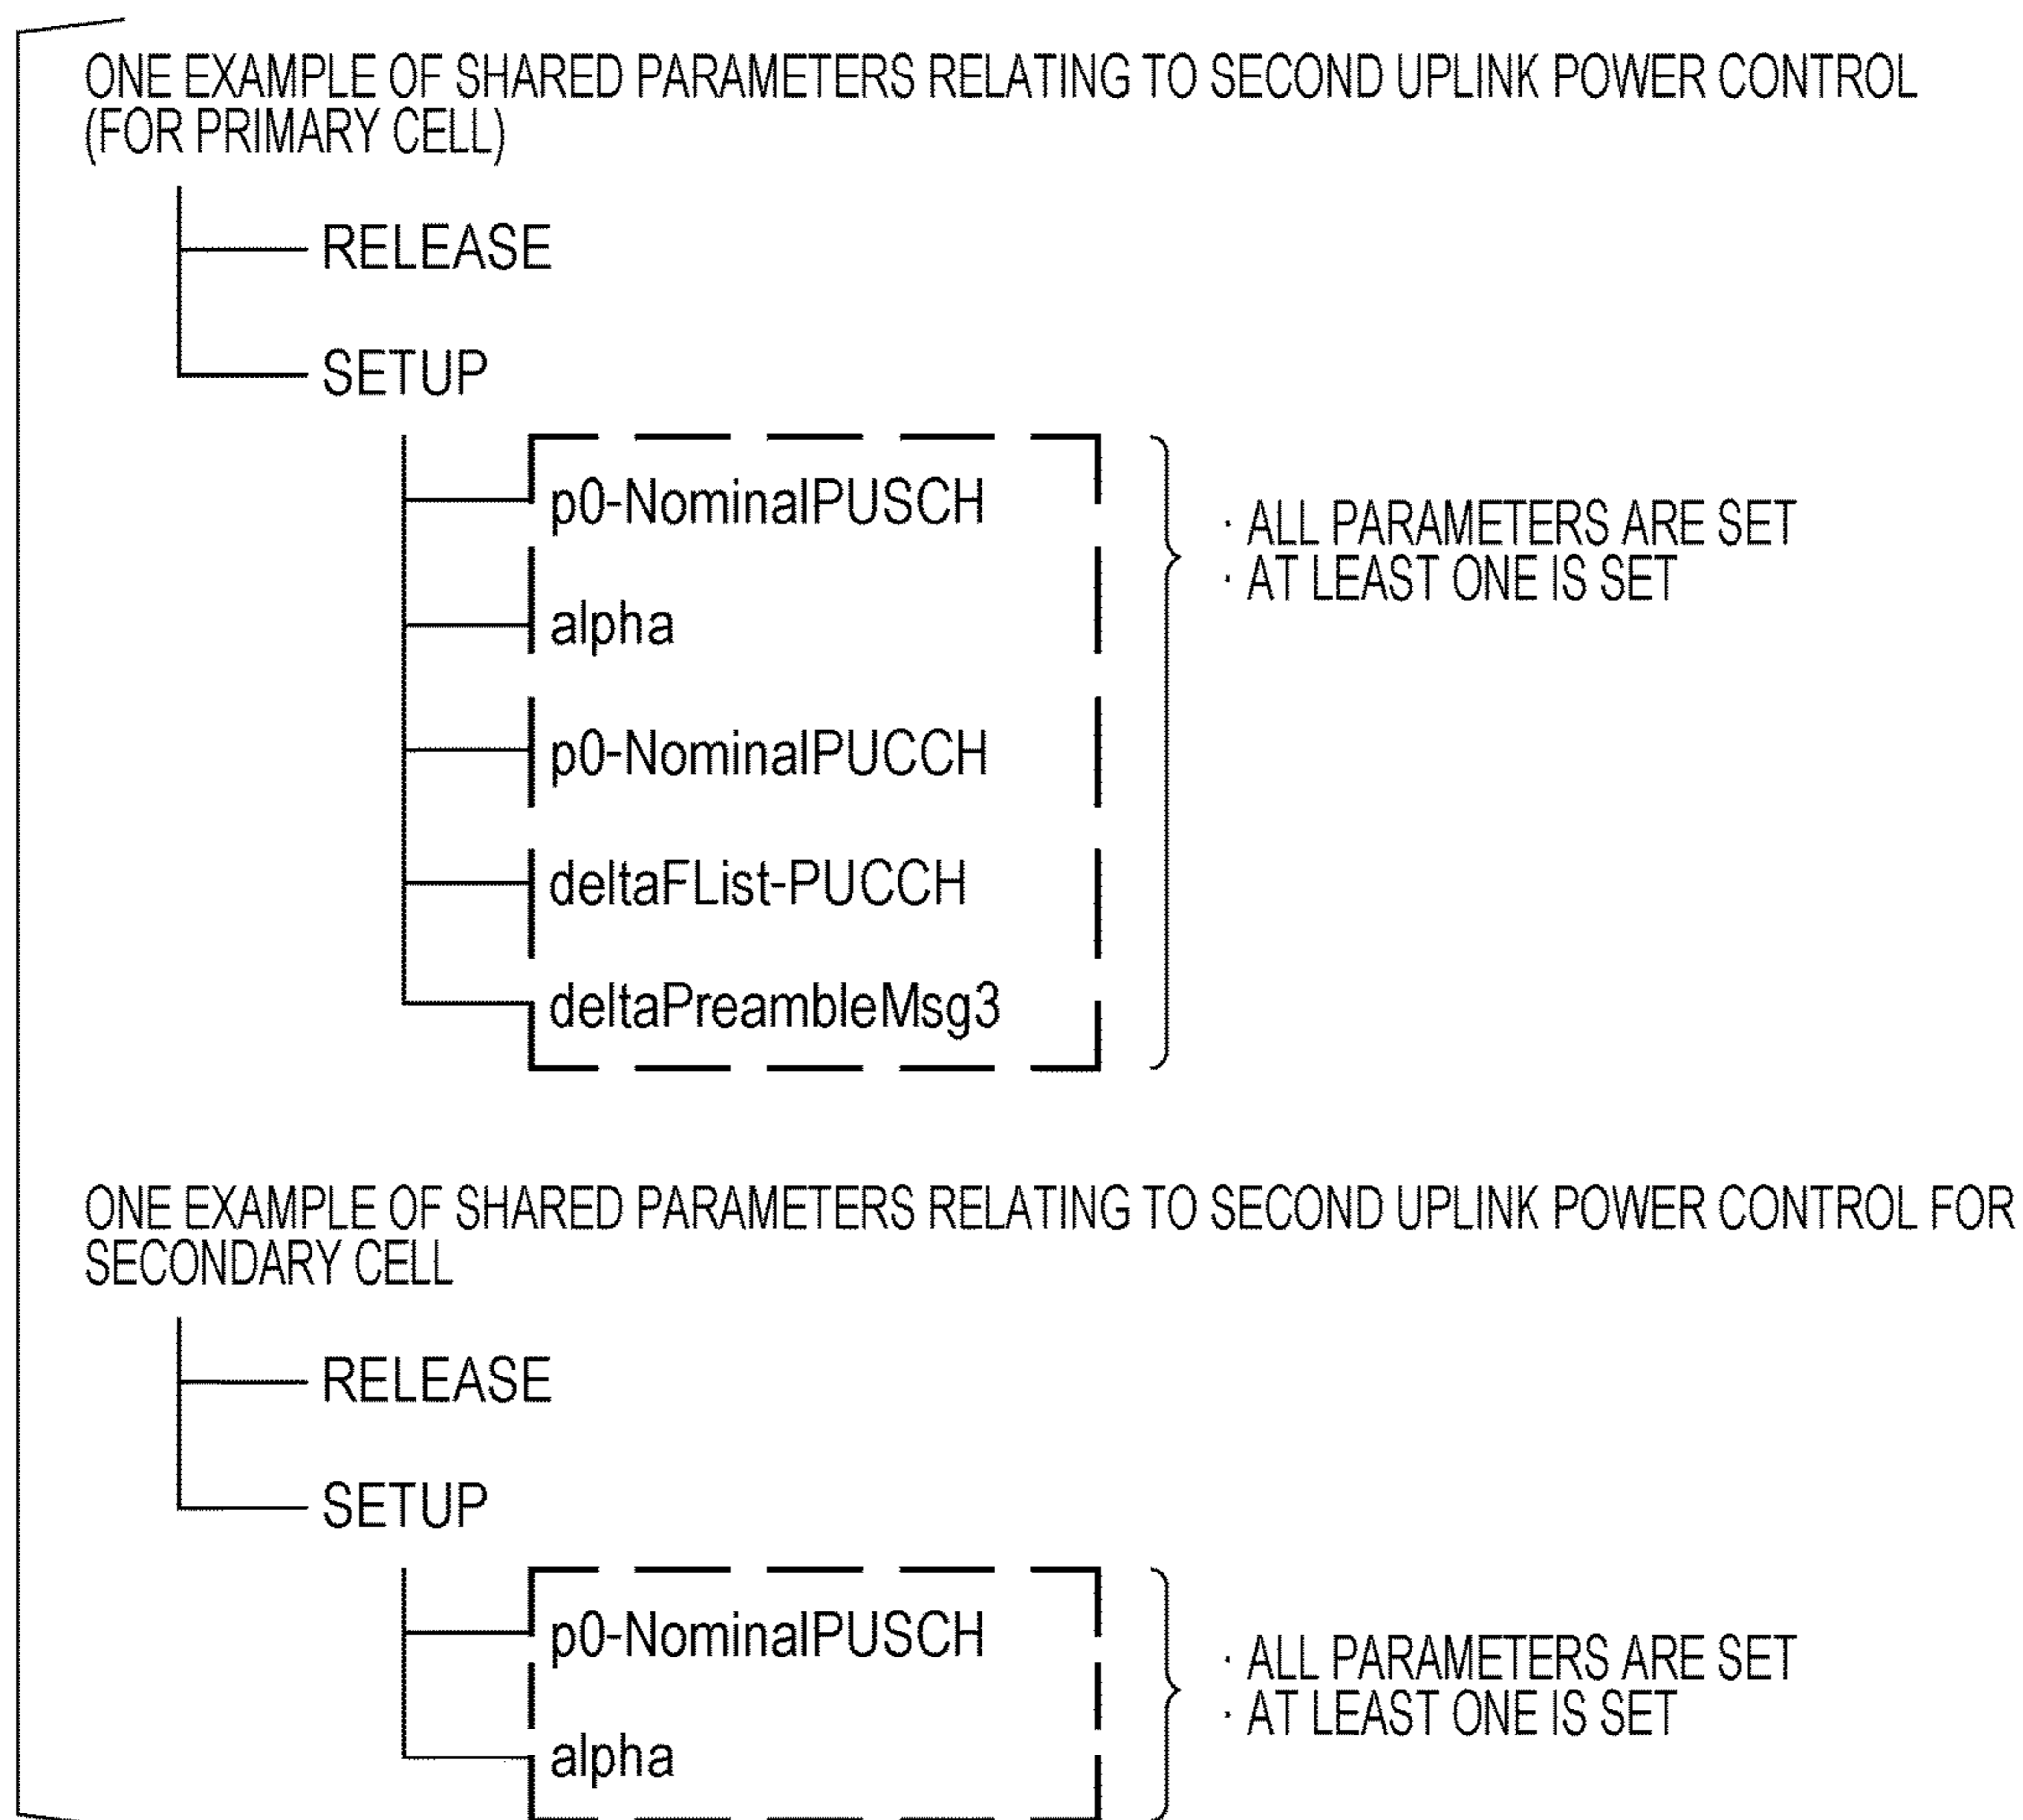 ONE EXAMPLE OF SHARED PARAMETERS RELATING TO SECOND UPLINK POWER CONTROL
(FOR PRIMARY CELL)
RELEASE
SETUP
p0-NominalPUSCH
alpha
p0-NominalPUCCH
deltaFList-PUCCH
deltaPreambleMsg3
· ALL PARAMETERS ARE SET
· AT LEAST ONE IS SET
ONE EXAMPLE OF SHARED PARAMETERS RELATING TO SECOND UPLINK POWER CONTROL FOR
SECONDARY CELL
RELEASE
SETUP
p0-NominalPUSCH
alpha
· ALL PARAMETERS ARE SET
· AT LEAST ONE IS SET